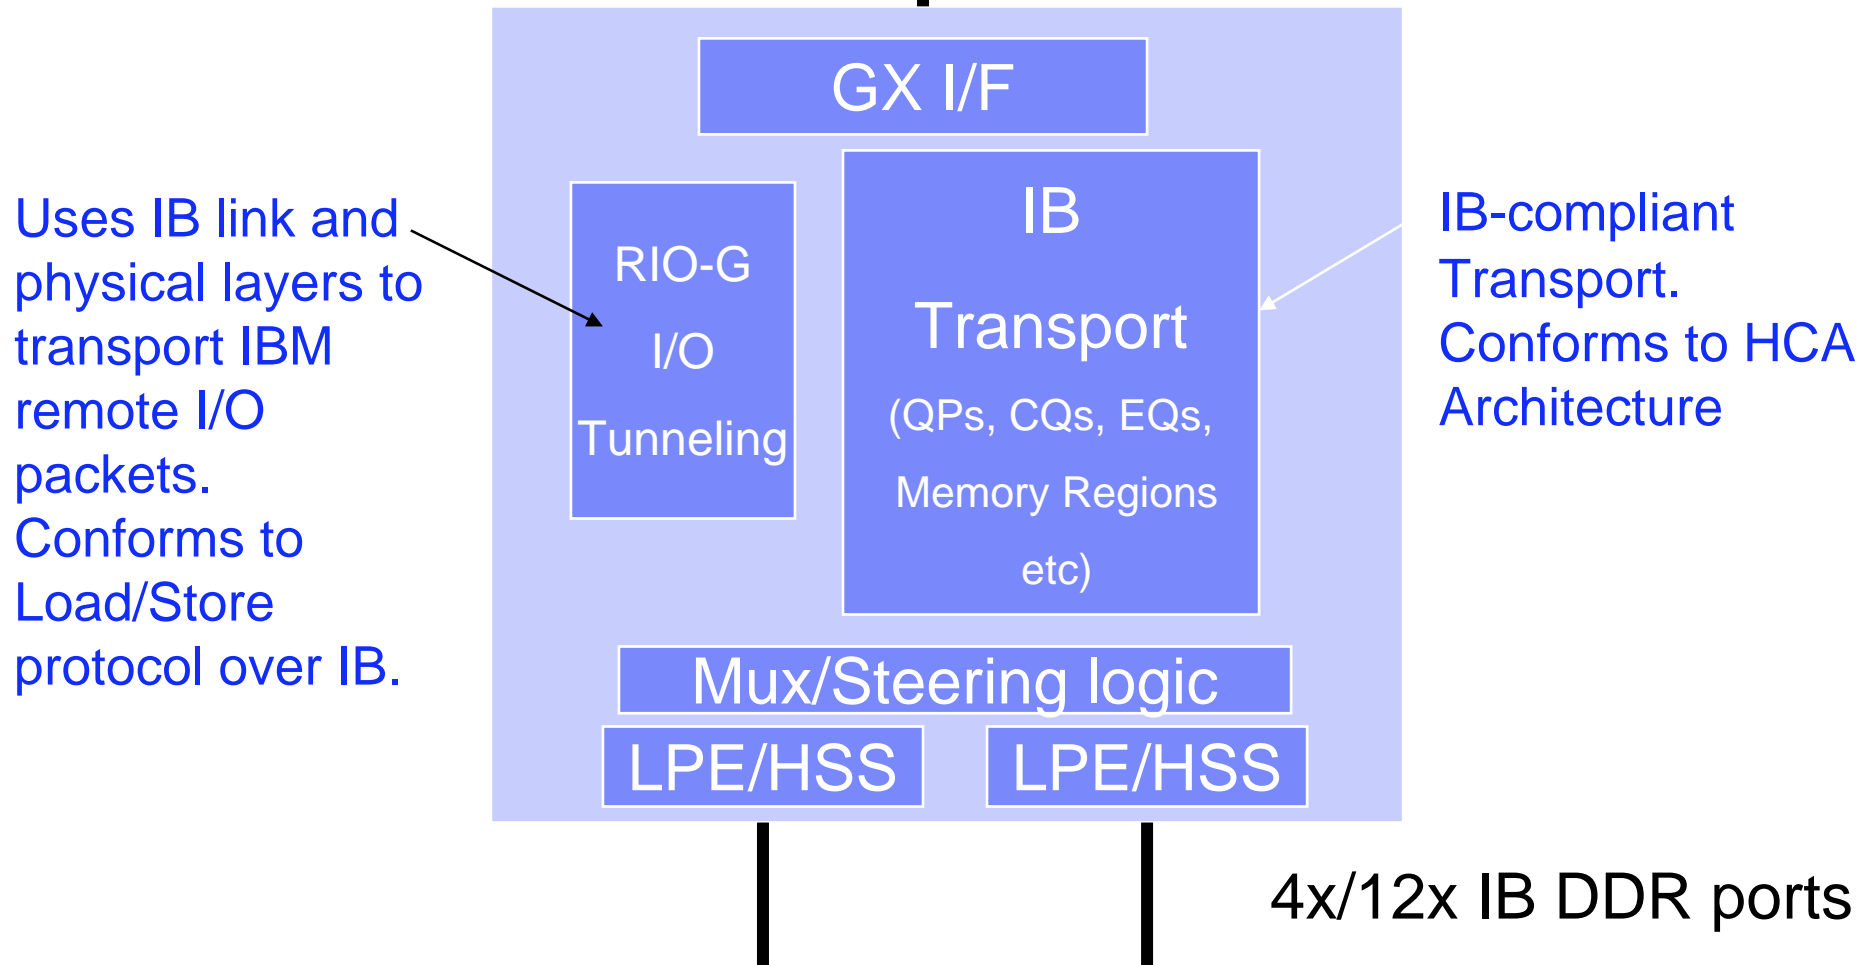 GX I/F
Uses IB link and
physical layers to
transport IBM
remote I/O
packets.
Conforms to
Load/Store
protocol over IB.
RIO-G
I/O
Tunneling
IB
Transport
(QPs, CQs, EQs,
Memory Regions
etc)
IB-compliant
Transport.
Conforms to HCA
Architecture
Mux/Steering logic
LPE/HSS
LPE/HSS
4x/12x IB DDR ports